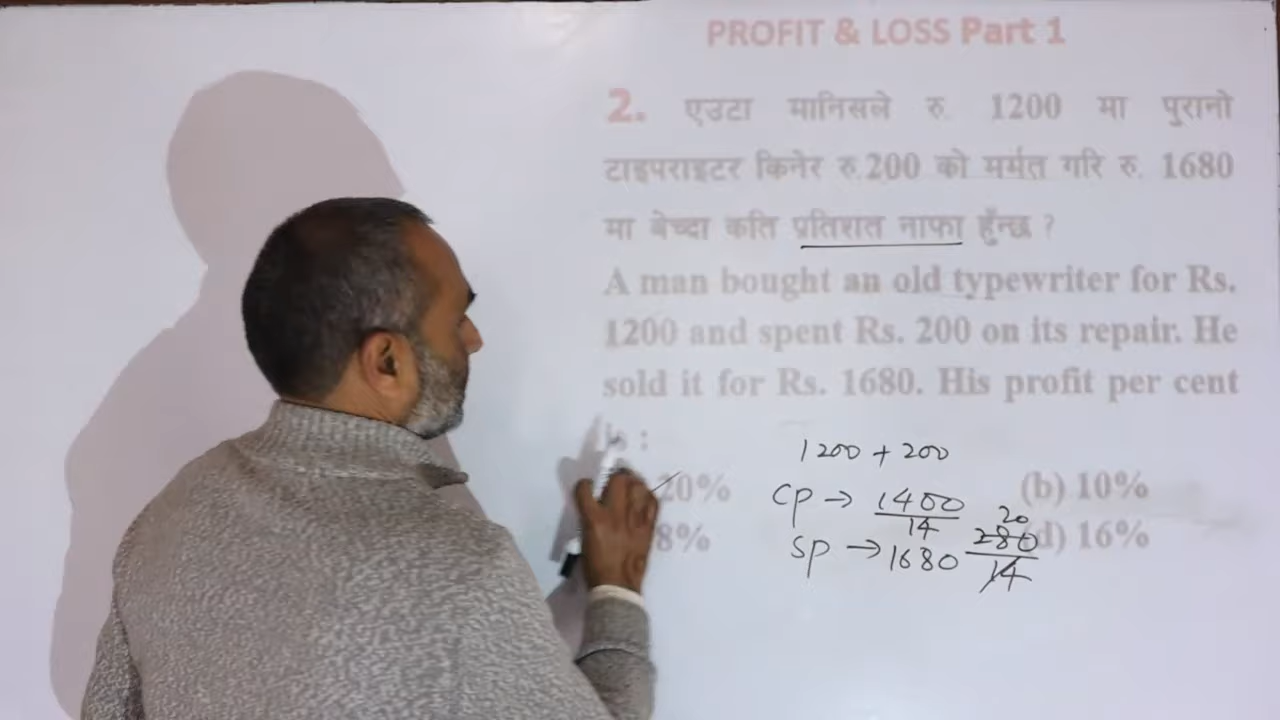 PROFIT & LOSS Part 1
2. एउटा मानिसले रु. 1200 मा पुरानो
टाइपराइटर किनेर रु.200 को मर्मत गरि रु. 1680
मा बेच्दा कति प्रतिशत नाफा हुँन्छ ?
A man bought an old typewriter for Rs.
1200 and spent Rs. 200 on its repair. He
sold it for Rs. 1680. His profit per cent
is :
1200 + 200
20% (b) 10%
CP → 1400
14
20
8% (d) 16%
SP → 1680
280
14